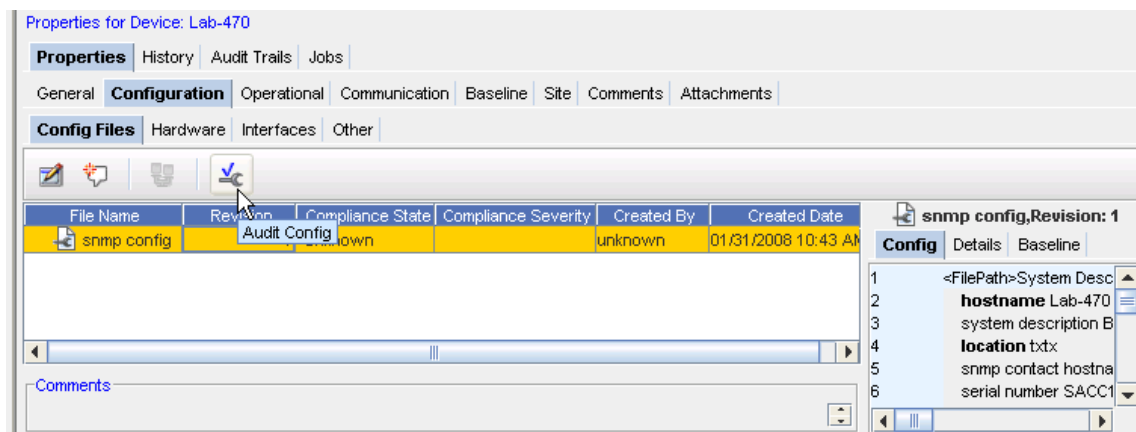 Properties for Device: Lab-470
Properties History Audit Trails Jobs
General Configuration Operational Communication Baseline Site Comments Attachments
Config Files Hardware Interfaces Other
File Name Revision Compliance State Compliance Severity Created By Created Date
snmp config unknown 01/31/2008 10:43 AM
Audit Config
Comments
snmp config,Revision: 1
Config Details Baseline
1 <FilePath>System Desc
2 hostname Lab-470
3 system description B
4 location txtx
5 snmp contact hostna
6 serial number SACC1